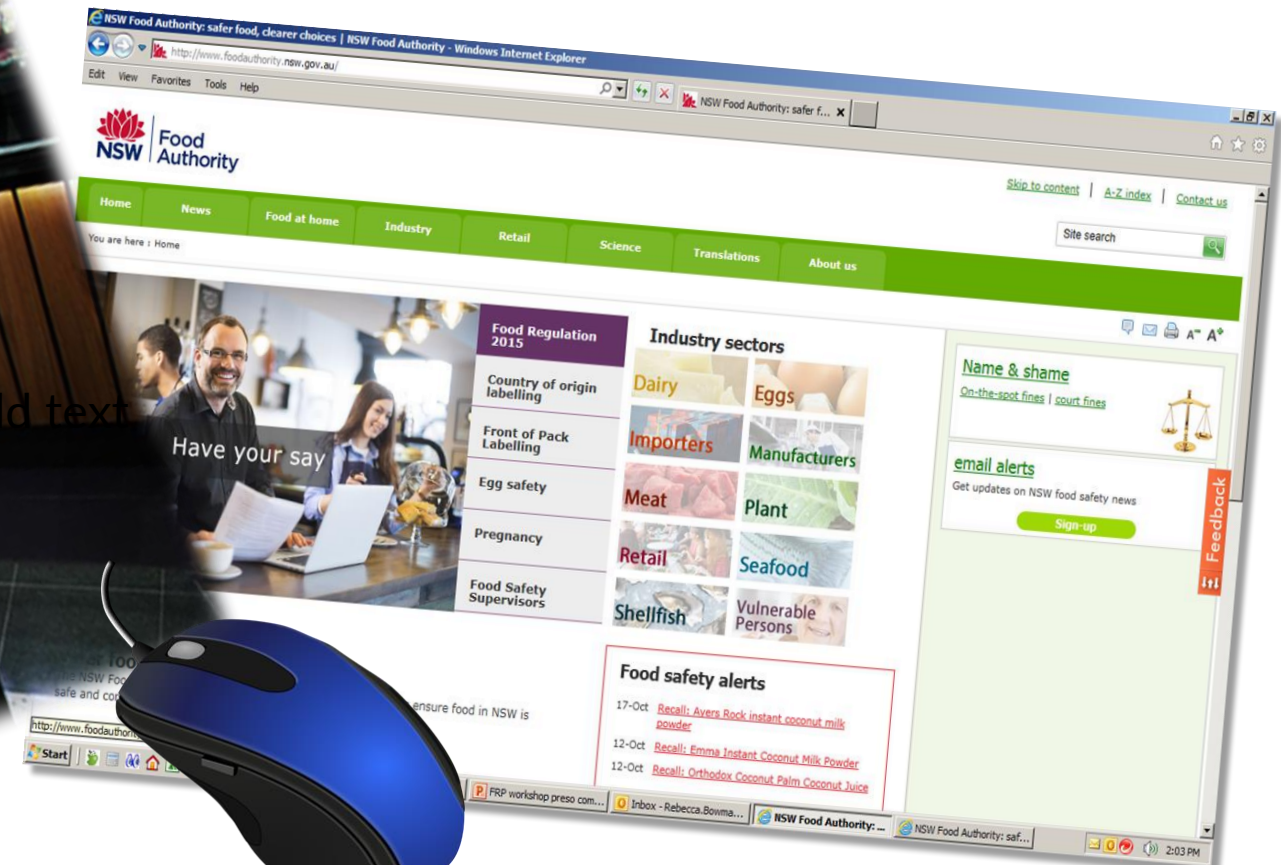 NSW Food Authority: safer food, clearer choices | NSW Food Authority - Windows Internet Explorer
http://www.foodauthority.nsw.gov.au/
NSW Food Authority: safer f...
Edit View Favorites Tools Help
NSW
Food
Authority
Skip to content | A-Z index | Contact us
Site search
Home News Food at home Industry Retail Science Translations About us
You are here : Home
A- A+
Have your say
Food Regulation
2015
Country of origin
labelling
Front of Pack
Labelling
Egg safety
Pregnancy
Food Safety
Supervisors
Industry sectors
Dairy
Eggs
Importers
Manufacturers
Meat
Plant
Retail
Seafood
Shellfish
Vulnerable
Persons
Name & shame
On-the-spot fines | court fines
email alerts
Get updates on NSW food safety news
Sign-up
Feedback
text
Food safety alerts
17-Oct Recall: Avers Rock instant coconut milk
powder
12-Oct Recall: Emma Instant Coconut Milk Powder
12-Oct Recall: Orthodox Coconut Palm Coconut Juice
NSW
ensure food in NSW is
safe and
http://www.foodauthority
Start
FRP workshop preso com...
Inbox - Rebecca.Bowma...
NSW Food Authority: ...
NSW Food Authority: saf...
2:03 PM